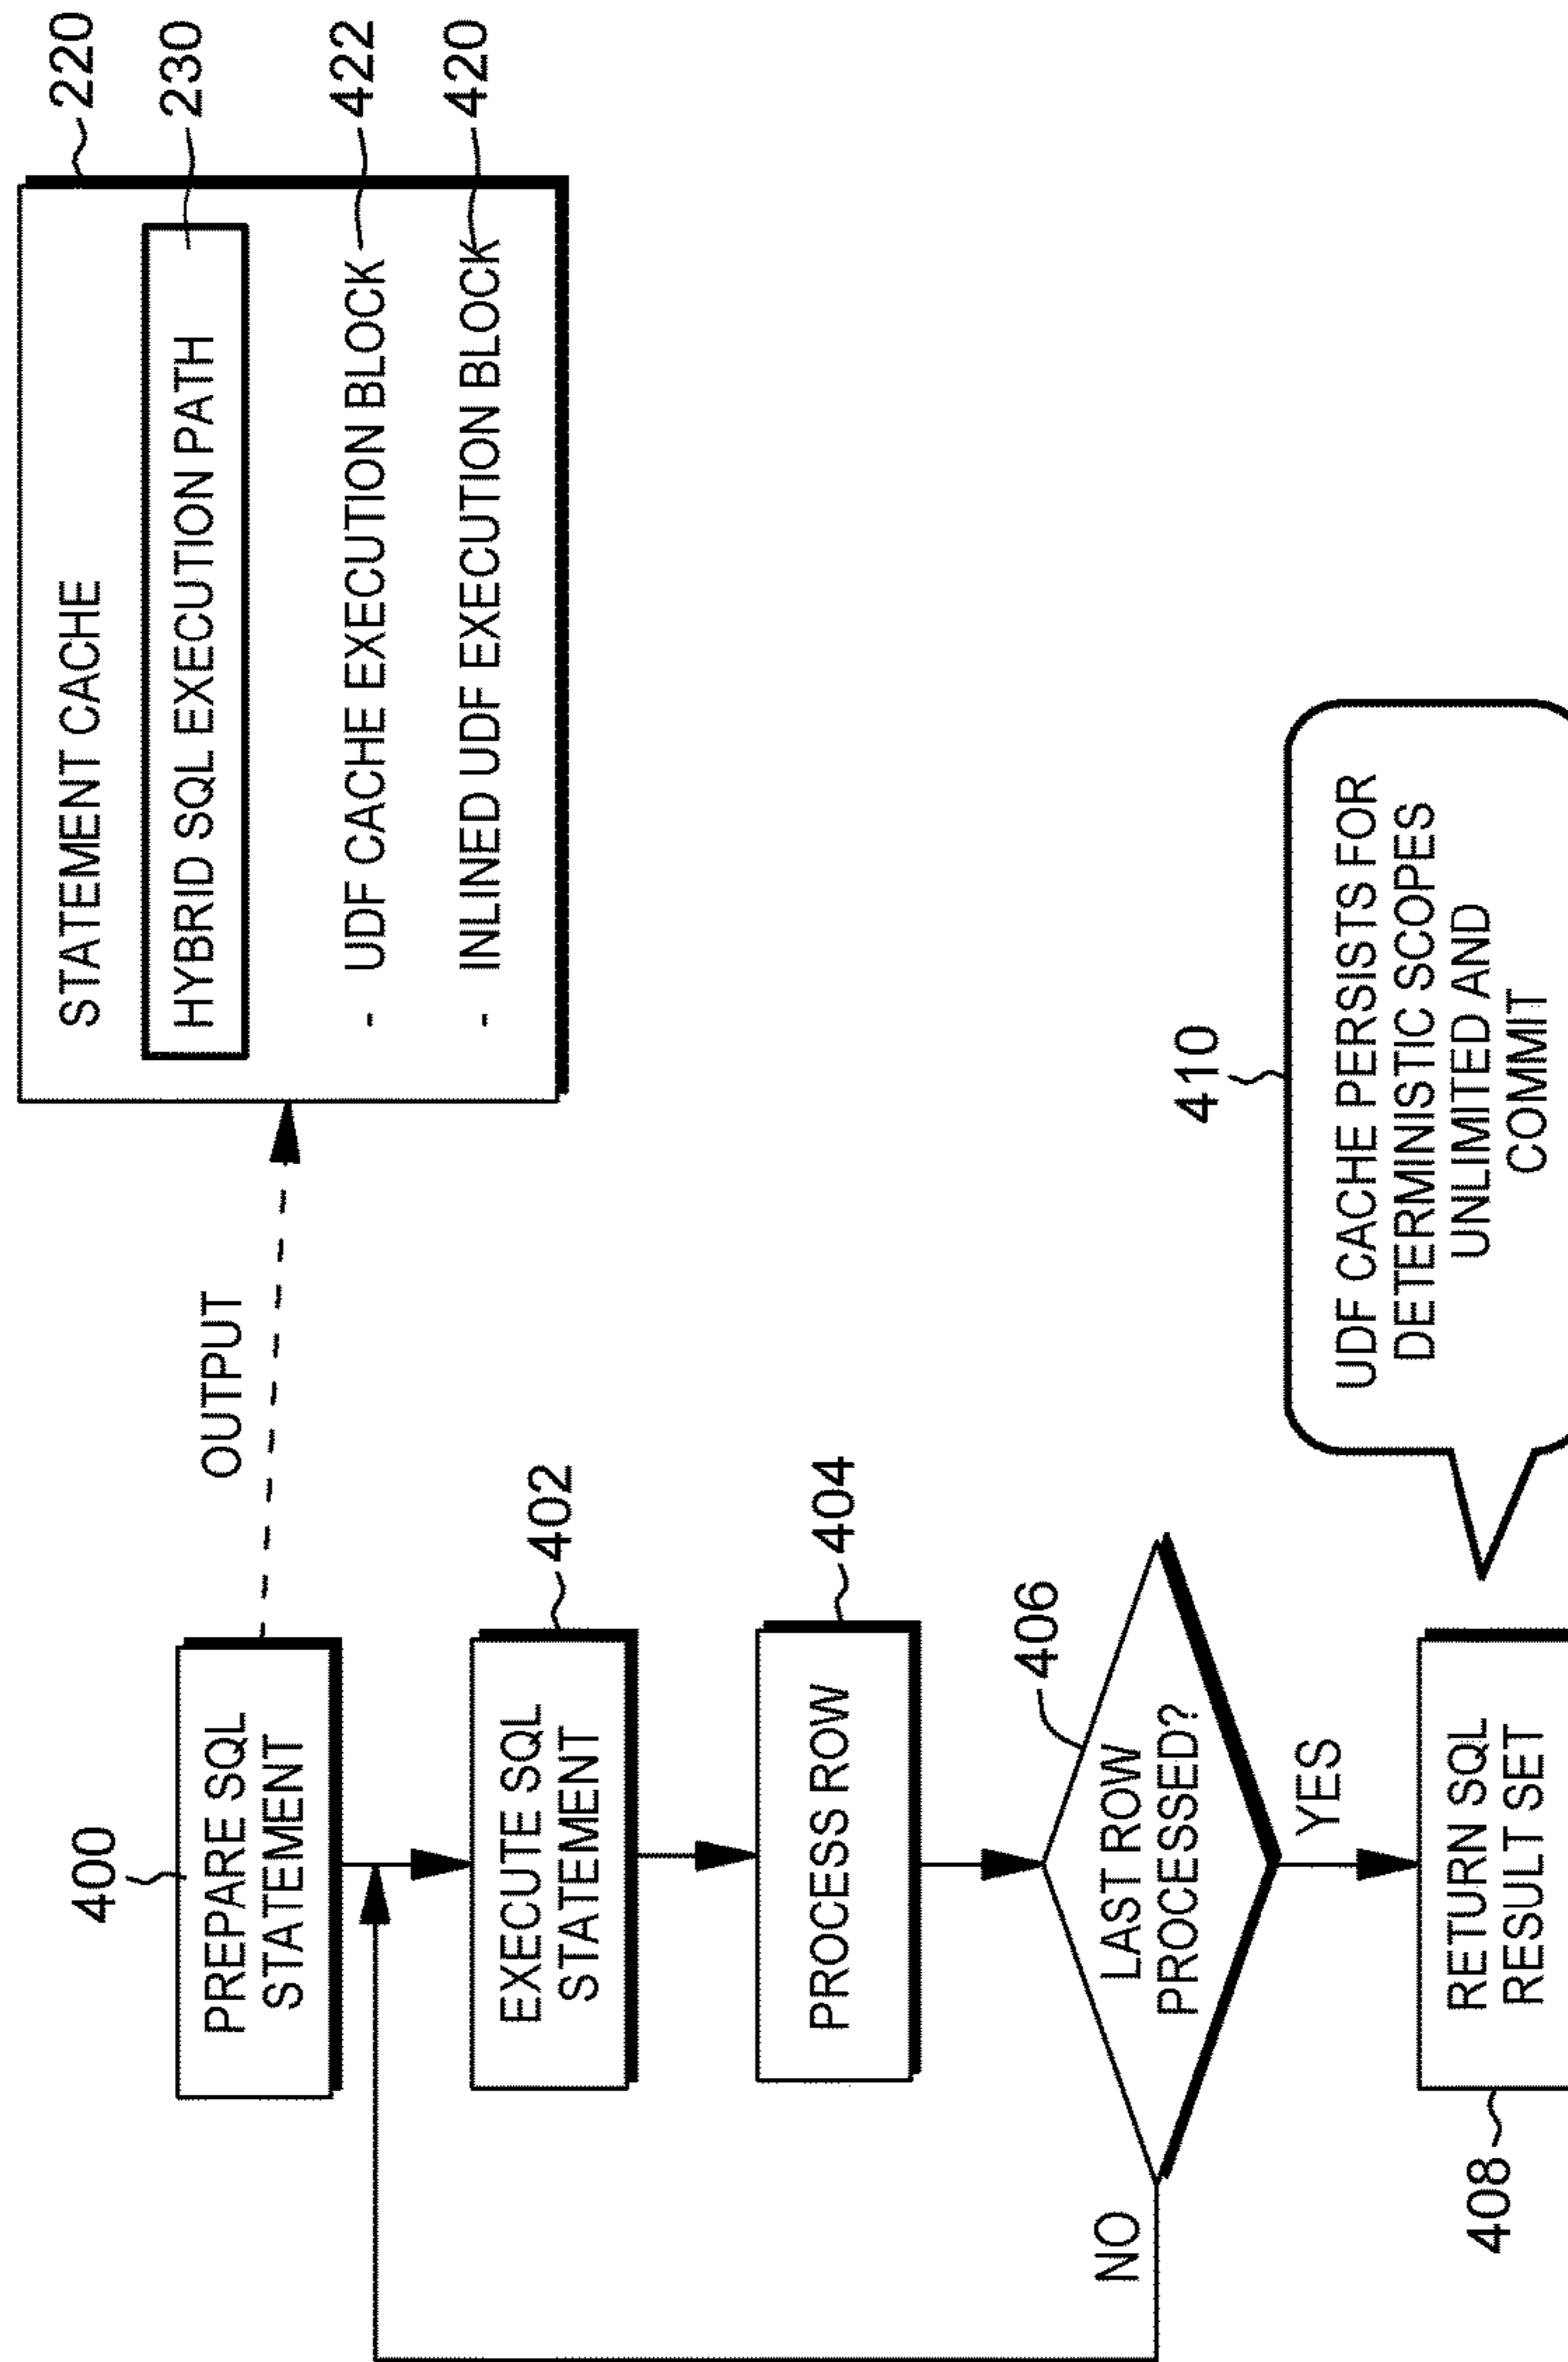 400
PREPARE SQL
STATEMENT
OUTPUT
STATEMENT CACHE
220
HYBRID SQL EXECUTION PATH
230
- UDF CACHE EXECUTION BLOCK
422
- INLINED UDF EXECUTION BLOCK
420
EXECUTE SQL
STATEMENT
402
PROCESS ROW
404
LAST ROW
PROCESSED?
406
NO
YES
408
RETURN SQL
RESULT SET
410
UDF CACHE PERSISTS FOR
DETERMINISTIC SCOPES
UNLIMITED AND
COMMIT